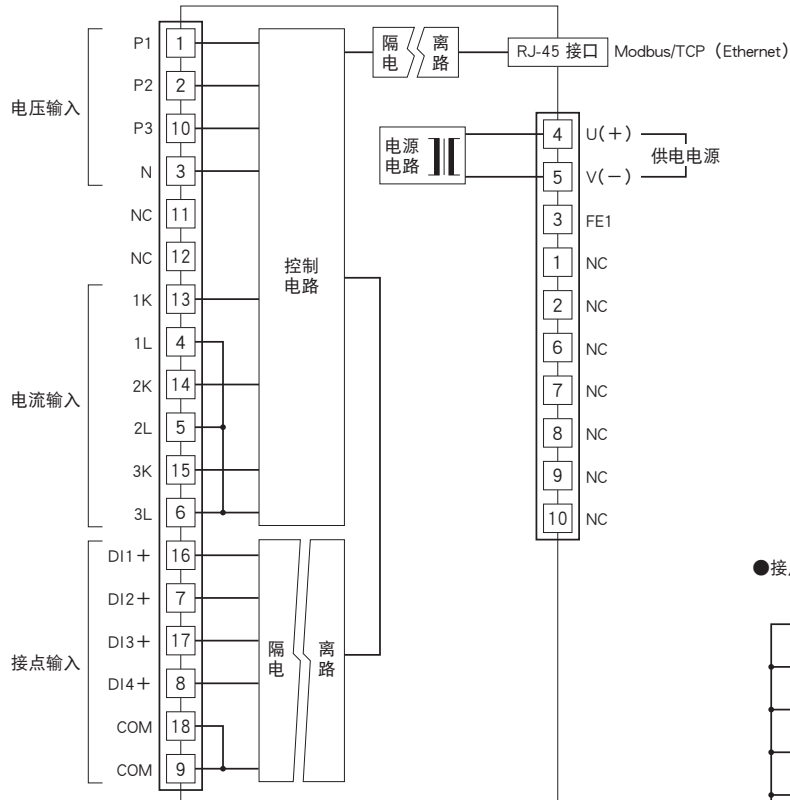 P1 1
P2 2
电压输入
P3 10
N 3
NC 11
NC 12
1K 13
1L 4
2K 14
电流输入
2L 5
3K 15
3L 6
DI1+ 16
DI2+ 7
DI3+ 17
接点输入
DI4+ 8
COM 18
COM 9
控制
电路
隔 离
电 路
隔 离
电 路
RJ-45 接口 Modbus/TCP (Ethernet)
电源
电路
4 U(+)
供电电源
5 V(-)
3 FE1
1 NC
2 NC
6 NC
7 NC
8 NC
9 NC
10 NC
●接